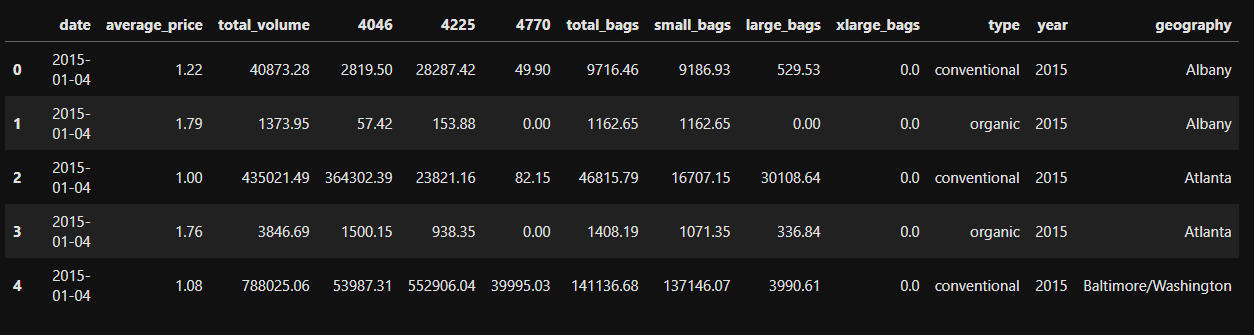 date average_price total_volume 4046 4225 4770 total_bags small_bags large_bags xlarge_bags type year geography
0 2015-01-04 1.22 40873.28 2819.50 28287.42 49.90 9716.46 9186.93 529.53 0.0 conventional 2015 Albany
1 2015-01-04 1.79 1373.95 57.42 153.88 0.00 1162.65 1162.65 0.00 0.0 organic 2015 Albany
2 2015-01-04 1.00 435021.49 364302.39 23821.16 82.15 46815.79 16707.15 30108.64 0.0 conventional 2015 Atlanta
3 2015-01-04 1.76 3846.69 1500.15 938.35 0.00 1408.19 1071.35 336.84 0.0 organic 2015 Atlanta
4 2015-01-04 1.08 788025.06 53987.31 552906.04 39995.03 141136.68 137146.07 3990.61 0.0 conventional 2015 Baltimore/Washington